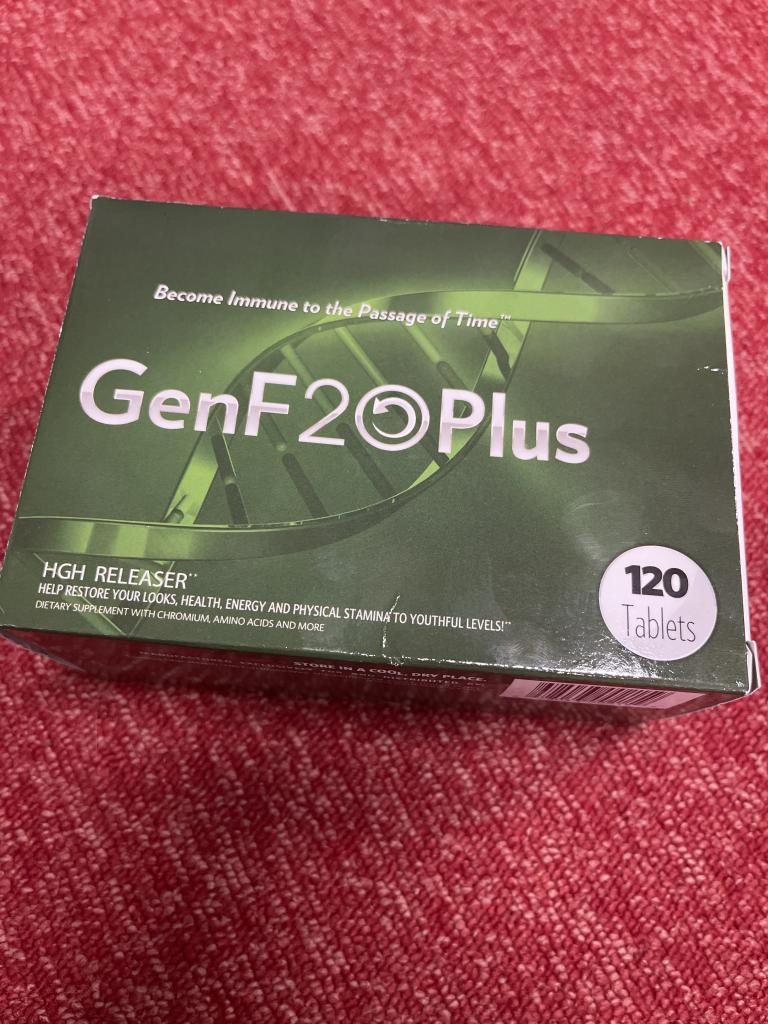 Become Immune to the Passage of Time™
GenF20Plus
HGH RELEASER**
HELP RESTORE YOUR LOOKS, HEALTH, ENERGY AND PHYSICAL STAMINA TO YOUTHFUL LEVELS!**
DIETARY SUPPLEMENT WITH CHROMIUM, AMINO ACIDS AND MORE
120
Tablets
STORE IN A COOL, DRY PLACE.